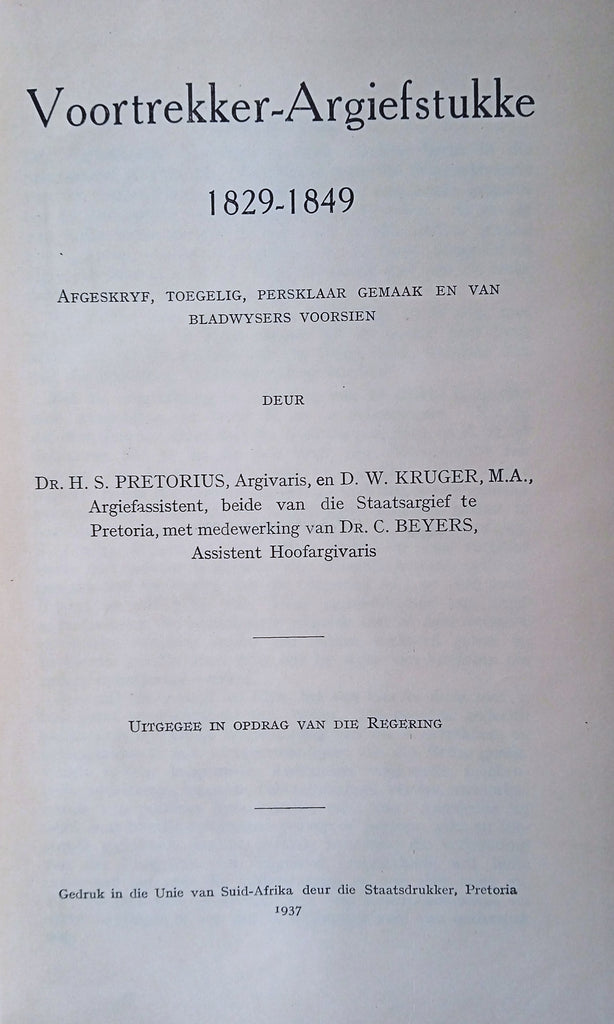 Voortrekker-Argiefstukke
1829-1849
Afgeskryf, toegelig, persklaar gemaak en van
bladwysers voorsien
deur
Dr. H. S. PRETORIUS, Argivaris, en D. W. KRUGER, M.A.,
Argiefassistent, beide van die Staatsargief te
Pretoria, met medewerking van Dr. C. BEYERS,
Assistent Hoofargivaris
Uitgegee in opdrag van die Regering
Gedruk in die Unie van Suid-Afrika deur die Staatsdrukker, Pretoria
1937